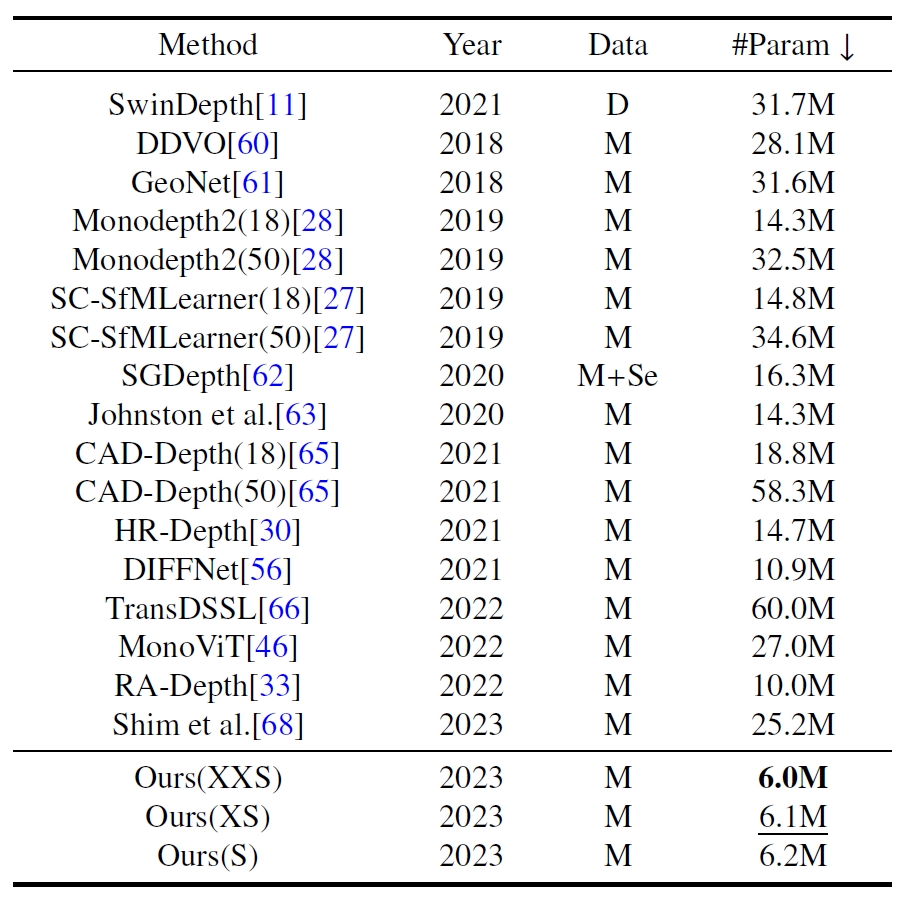 Method Year Data #Param ↓
SwinDepth[11] 2021 D 31.7M
DDVO[60] 2018 M 28.1M
GeoNet[61] 2018 M 31.6M
Monodepth2(18)[28] 2019 M 14.3M
Monodepth2(50)[28] 2019 M 32.5M
SC-SfMLearner(18)[27] 2019 M 14.8M
SC-SfMLearner(50)[27] 2019 M 34.6M
SGDepth[62] 2020 M+Se 16.3M
Johnston et al.[63] 2020 M 14.3M
CAD-Depth(18)[65] 2021 M 18.8M
CAD-Depth(50)[65] 2021 M 58.3M
HR-Depth[30] 2021 M 14.7M
DIFFNet[56] 2021 M 10.9M
TransDSSL[66] 2022 M 60.0M
MonoViT[46] 2022 M 27.0M
RA-Depth[33] 2022 M 10.0M
Shim et al.[68] 2023 M 25.2M
Ours(XXS) 2023 M 6.0M
Ours(XS) 2023 M 6.1M
Ours(S) 2023 M 6.2M